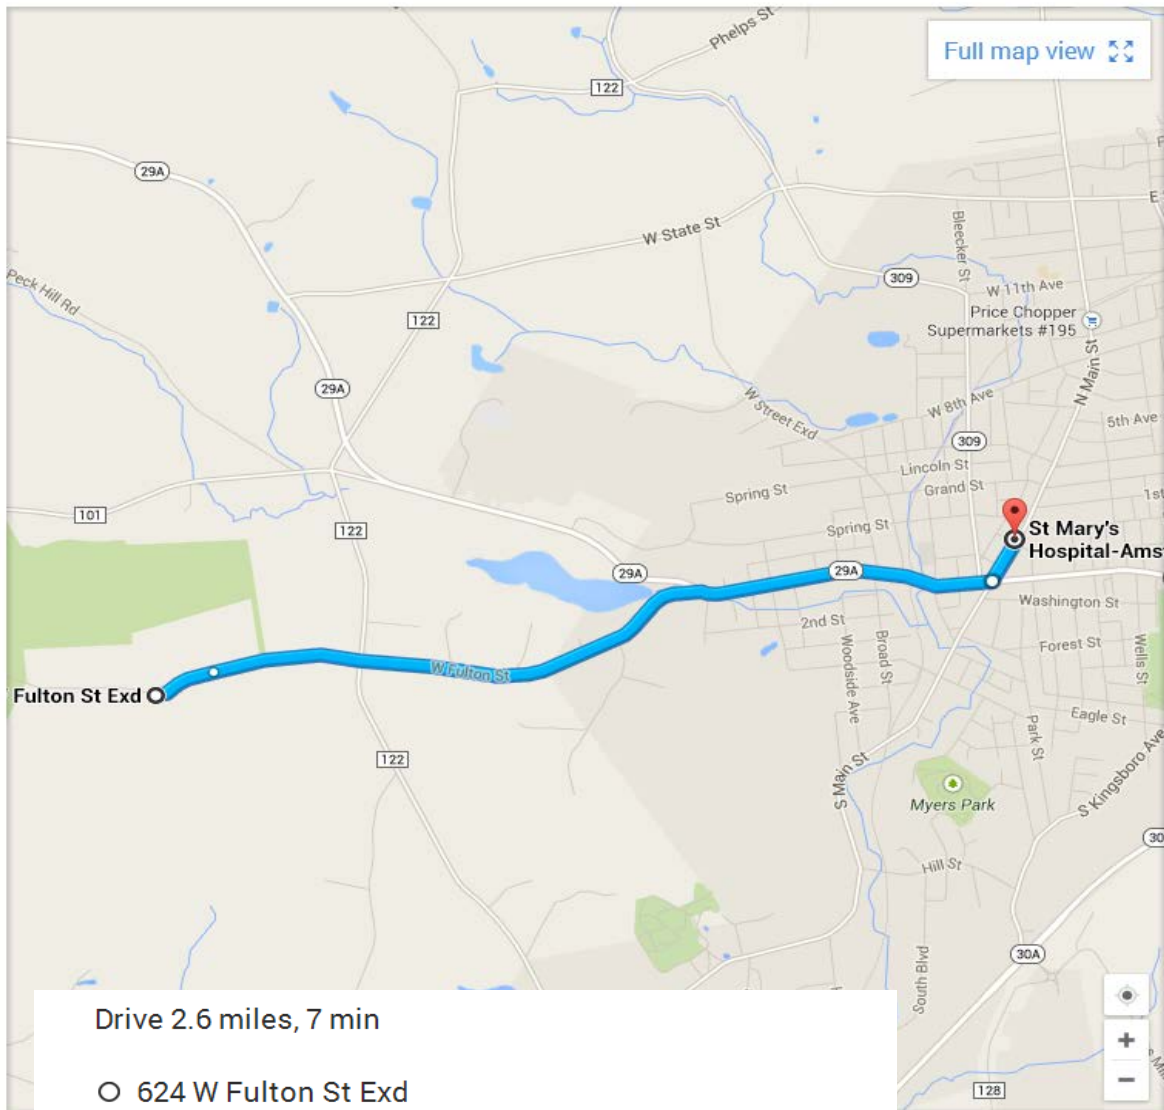 Phelps St
Full map view
122
29A
E
W State St
Bleecker St
309
Peck Hill Rd
W 11th Ave
Price Chopper
Supermarkets #195
122
N Main St
29A
W Street Exd
W 8th Ave
5th Ave
309
Lincoln St
Grand St
Spring St
1st
101
122
Spring St
St Mary's
Hospital-Ams
29A
29A
Washington St
2nd St
Forest St
Wells St
Broad St
Woodside Ave
W Fulton St
Fulton St Exd
Eagle St
Park St
122
S Main St
S Kingsboro Ave
Myers Park
30
Hill St
30A
South Blvd
Drive 2.6 miles, 7 min
624 W Fulton St Exd
128